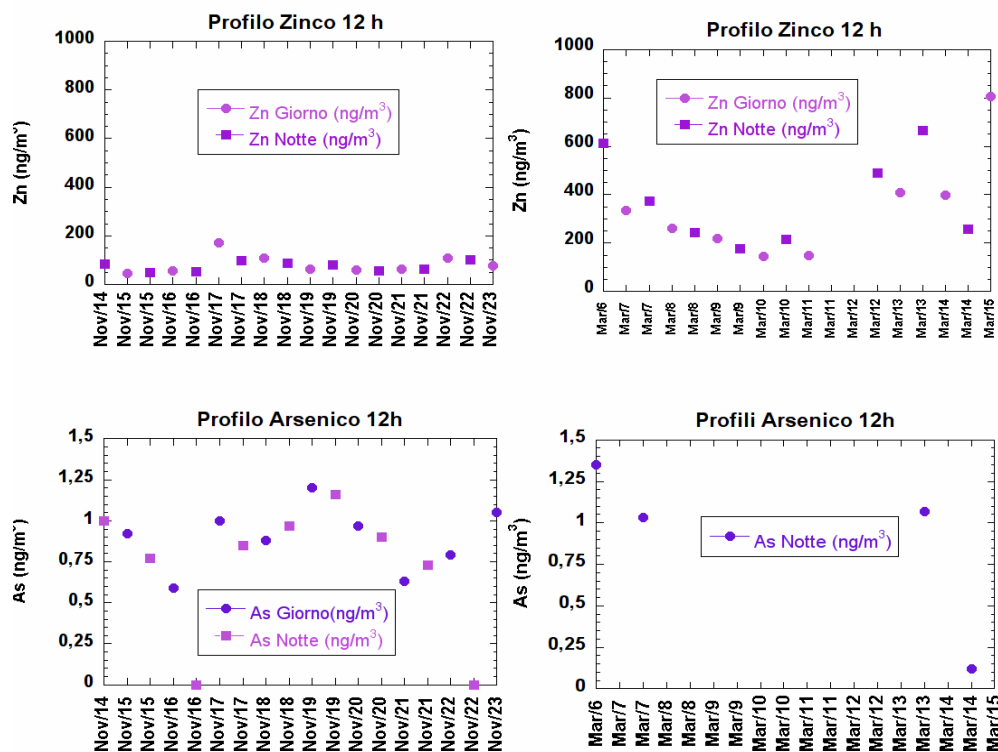 Profilo Zinco 12 h
Zn (ng/m³)
1000
800
600
400
200
0
Zn Giorno (ng/m³)
Zn Notte (ng/m³)
Nov/14
Nov/15
Nov/15
Nov/16
Nov/16
Nov/17
Nov/17
Nov/18
Nov/18
Nov/19
Nov/19
Nov/20
Nov/20
Nov/21
Nov/21
Nov/22
Nov/22
Nov/23
Profilo Zinco 12 h
Zn (ng/m³)
1000
800
600
400
200
0
Zn Giorno (ng/m³)
Zn Notte (ng/m³)
Mar/6
Mar/7
Mar/7
Mar/8
Mar/8
Mar/9
Mar/9
Mar/10
Mar/10
Mar/11
Mar/11
Mar/12
Mar/12
Mar/13
Mar/13
Mar/14
Mar/14
Mar/15
Profilo Arsenico 12h
As (ng/m³)
1,5
1,25
1
0,75
0,5
0,25
0
As Giorno(ng/m³)
As Notte (ng/m³)
Nov/14
Nov/15
Nov/15
Nov/16
Nov/16
Nov/17
Nov/17
Nov/18
Nov/18
Nov/19
Nov/19
Nov/20
Nov/20
Nov/21
Nov/21
Nov/22
Nov/22
Nov/23
Profili Arsenico 12h
As (ng/m³)
1,5
1,25
1
0,75
0,5
0,25
0
As Notte (ng/m³)
Mar/6
Mar/7
Mar/7
Mar/8
Mar/8
Mar/9
Mar/9
Mar/10
Mar/10
Mar/11
Mar/11
Mar/12
Mar/12
Mar/13
Mar/13
Mar/14
Mar/14
Mar/15